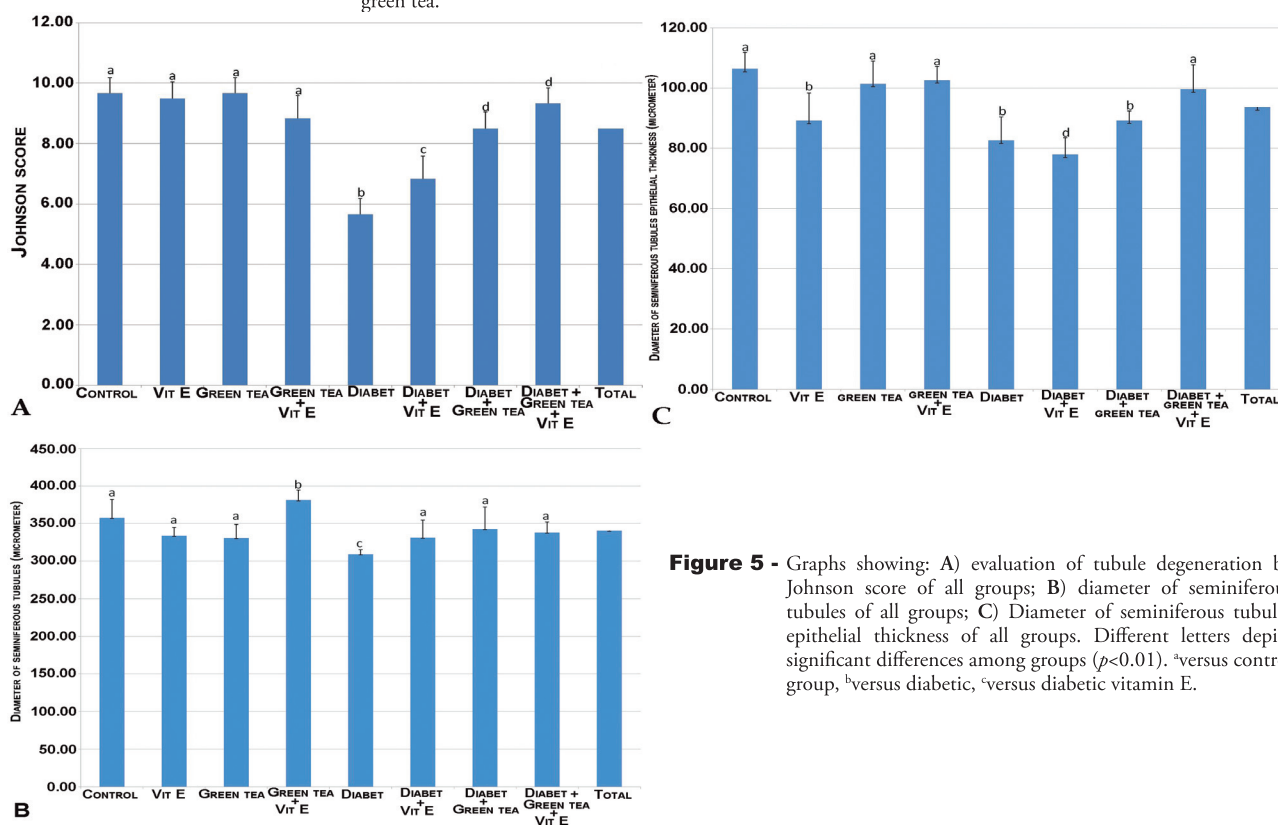 green tea.
12.00
10.00
8.00
6.00
4.00
2.00
0.00
JOHNSON SCORE
a
a
a
a
b
c
d
d
CONTROL VIT E GREEN TEA GREEN TEA + VIT E DIABET DIABET + VIT E DIABET + GREEN TEA DIABET + GREEN TEA + VIT E TOTAL
A
120.00
100.00
80.00
60.00
40.00
20.00
0.00
DIAMETER OF SEMINIFEROUS TUBULES EPITHELIAL THICKNESS (MICROMETER)
a
b
a
a
b
d
b
a
CONTROL VIT E GREEN TEA GREEN TEA + VIT E DIABET DIABET + VIT E DIABET + GREEN TEA DIABET + GREEN TEA + VIT E TOTAL
C
450.00
400.00
350.00
300.00
250.00
200.00
150.00
100.00
50.00
0.00
DIAMETER OF SEMINIFEROUS TUBULES (MICROMETER)
a
a
a
b
c
a
a
a
CONTROL VIT E GREEN TEA GREEN TEA + VIT E DIABET DIABET + VIT E DIABET + GREEN TEA DIABET + GREEN TEA + VIT E TOTAL
B
Figure 5 - Graphs showing: A) evaluation of tubule degeneration
Johnson score of all groups; B) diameter of
tubules of all groups; C) Diameter of seminiferous
epithelial thickness of all groups. Different letters
significant differences among groups (p<0.01). aversus
group, bversus diabetic, cversus diabetic vitamin E.